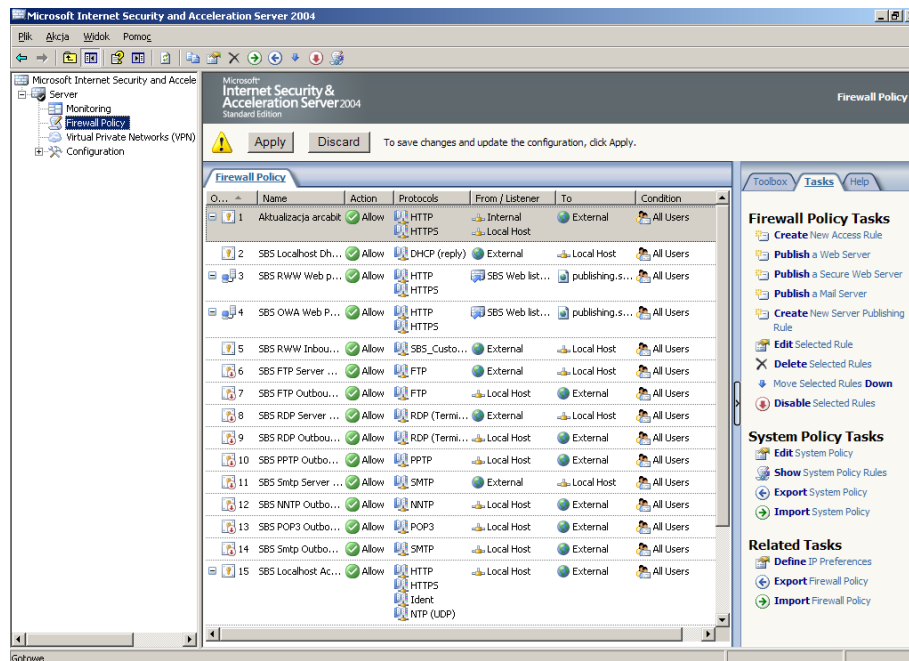 Microsoft Internet Security and Acceleration Server 2004
Plik Akcja Widok Pomoc
Microsoft Internet Security and Accele
Server
Monitoring
Firewall Policy
Virtual Private Networks (VPN)
Configuration
Microsoft
Internet Security &
Acceleration Server 2004
Standard Edition
Firewall Policy
Apply Discard To save changes and update the configuration, click Apply.
Firewall Policy
O... Name Action Protocols From / Listener To Condition
1 Aktualizacja arcabit Allow HTTP Internal External All Users
HTTPS Local Host
2 SBS Localhost Dh... Allow DHCP (reply) External Local Host All Users
3 SBS RWW Web p... Allow HTTP SBS Web list... publishing.s... All Users
HTTPS
4 SBS OWA Web P... Allow HTTP SBS Web list... publishing.s... All Users
HTTPS
5 SBS RWW Inbou... Allow SBS_Custo... External Local Host All Users
6 SBS FTP Server ... Allow FTP External Local Host All Users
7 SBS FTP Outbou... Allow FTP Local Host External All Users
8 SBS RDP Server ... Allow RDP (Termi... External Local Host All Users
9 SBS RDP Outbou... Allow RDP (Termi... Local Host External All Users
10 SBS PPTP Outbo... Allow PPTP Local Host External All Users
11 SBS Smtp Server ... Allow SMTP External Local Host All Users
12 SBS NNTP Outbo... Allow NNTP Local Host External All Users
13 SBS POP3 Outbo... Allow POP3 Local Host External All Users
14 SBS Smtp Outbo... Allow SMTP Local Host External All Users
15 SBS Localhost Ac... Allow HTTP Local Host External All Users
HTTPS
Ident
NTP (UDP)
Toolbox Tasks Help
Firewall Policy Tasks
Create New Access Rule
Publish a Web Server
Publish a Secure Web Server
Publish a Mail Server
Create New Server Publishing
Rule
Edit Selected Rule
Delete Selected Rules
Move Selected Rules Down
Disable Selected Rules
System Policy Tasks
Edit System Policy
Show System Policy Rules
Export System Policy
Import System Policy
Related Tasks
Define IP Preferences
Export Firewall Policy
Import Firewall Policy
Gotowe